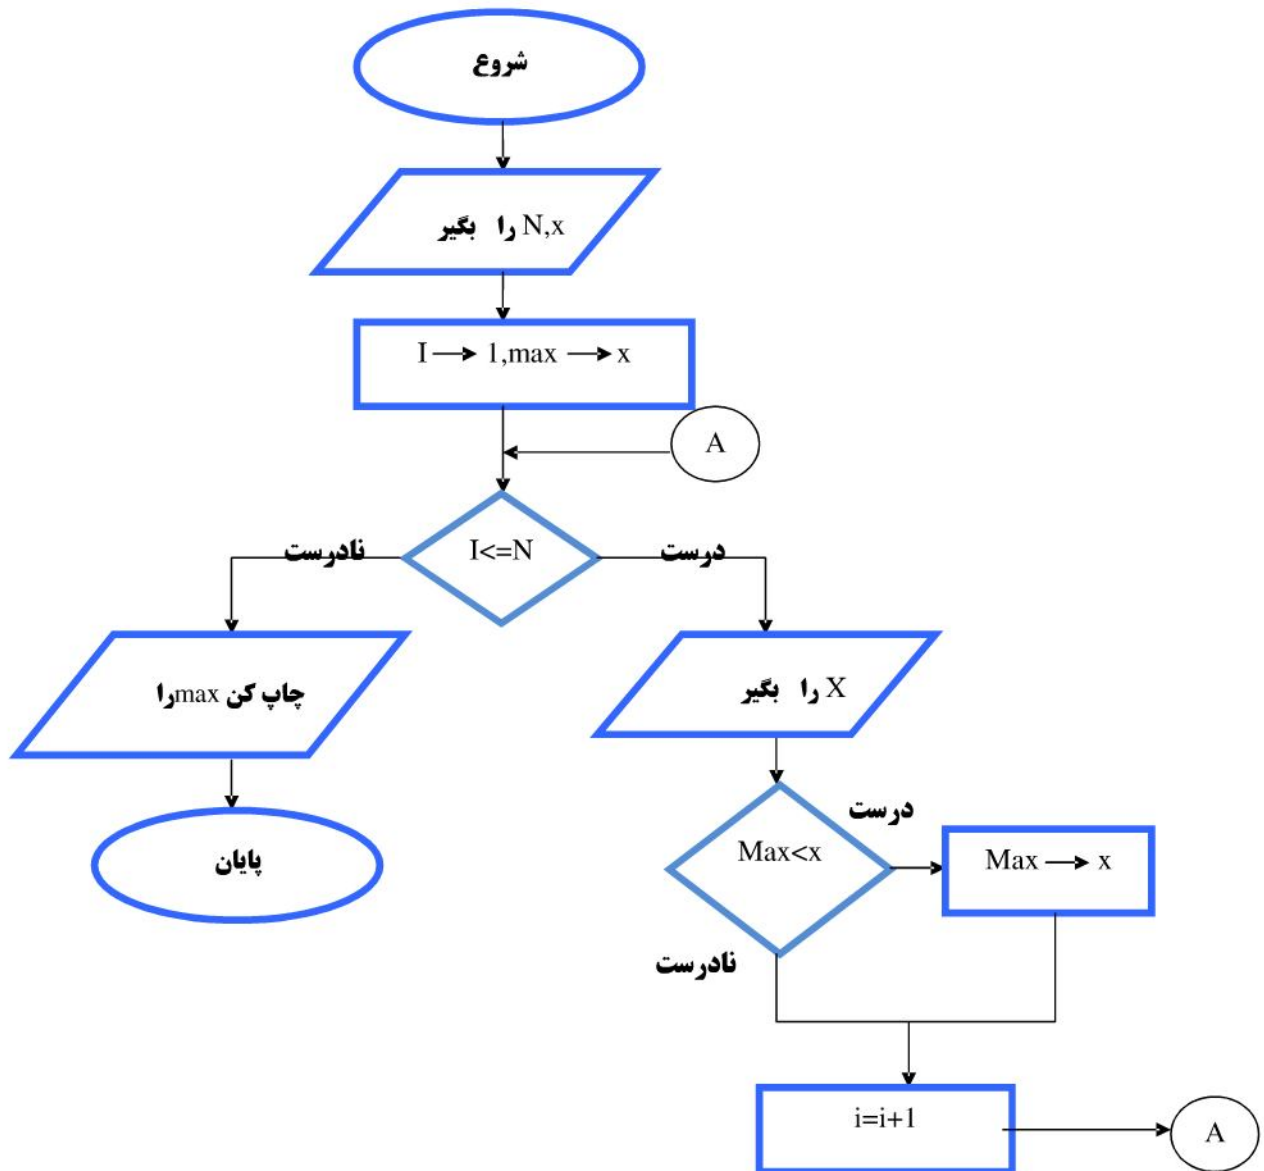 شروع
N,x را بگیر
I → 1,max → x
A
I<=N
نادرست
درست
چاپ کن maxرا
X را بگیر
درست
Max<x
Max → x
پایان
نادرست
i=i+1
A